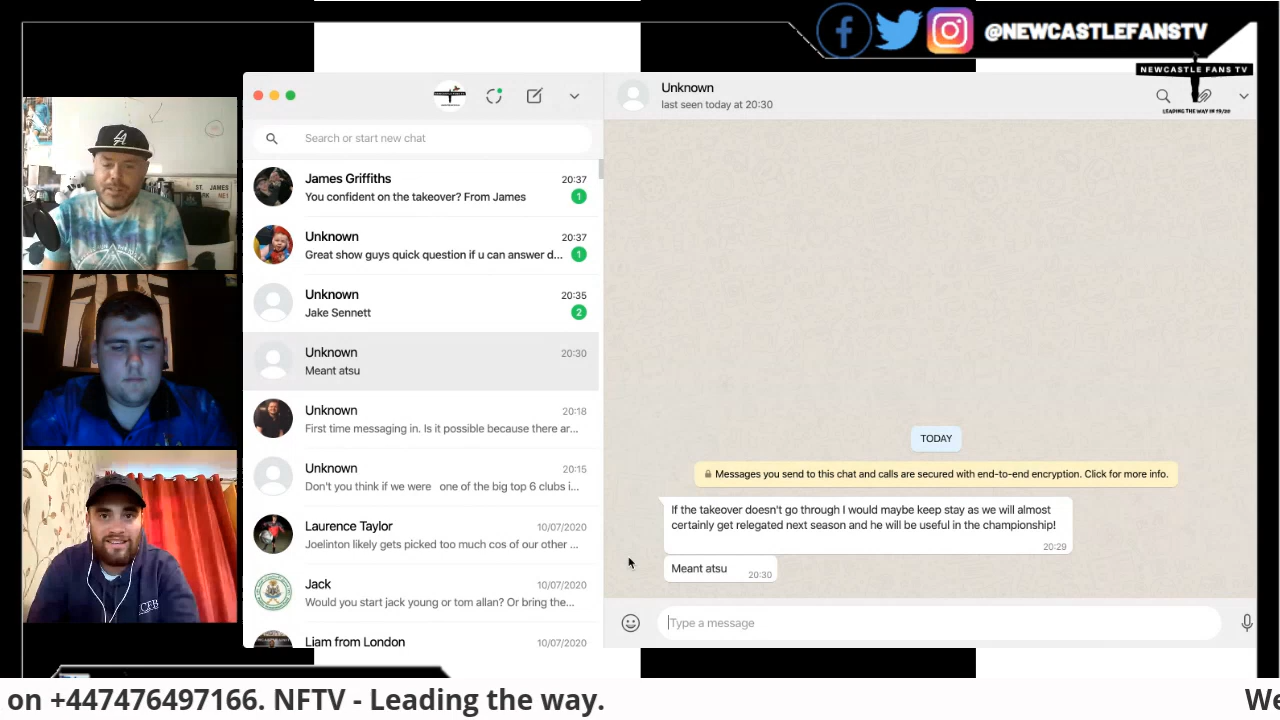 @NEWCASTLEFANSTV
NEWCASTLE FANS TV
LEADING THE WAY IN 19/20
Unknown
last seen today at 20:30
Search or start new chat
James Griffiths
20:37
You confident on the takeover? From James
1
Unknown
20:37
Great show guys quick question if u can answer d...
1
Unknown
20:35
Jake Sennett
2
Unknown
20:30
Meant atsu
Unknown
20:18
First time messaging in. Is it possible because there ar...
Unknown
20:15
Don't you think if we were one of the big top 6 clubs i...
Laurence Taylor
10/07/2020
Joelinton likely gets picked too much cos of our other ...
Jack
10/07/2020
Would you start jack young or tom allan? Or bring the...
Liam from London
10/07/2020
TODAY
Messages you send to this chat and calls are secured with end-to-end encryption. Click for more info.
If the takeover doesn't go through I would maybe keep stay as we will almost
certainly get relegated next season and he will be useful in the championship!
20:29
Meant atsu
20:30
Type a message
ST. JAMES
NE1
on +447476497166. NFTV - Leading the way.
We